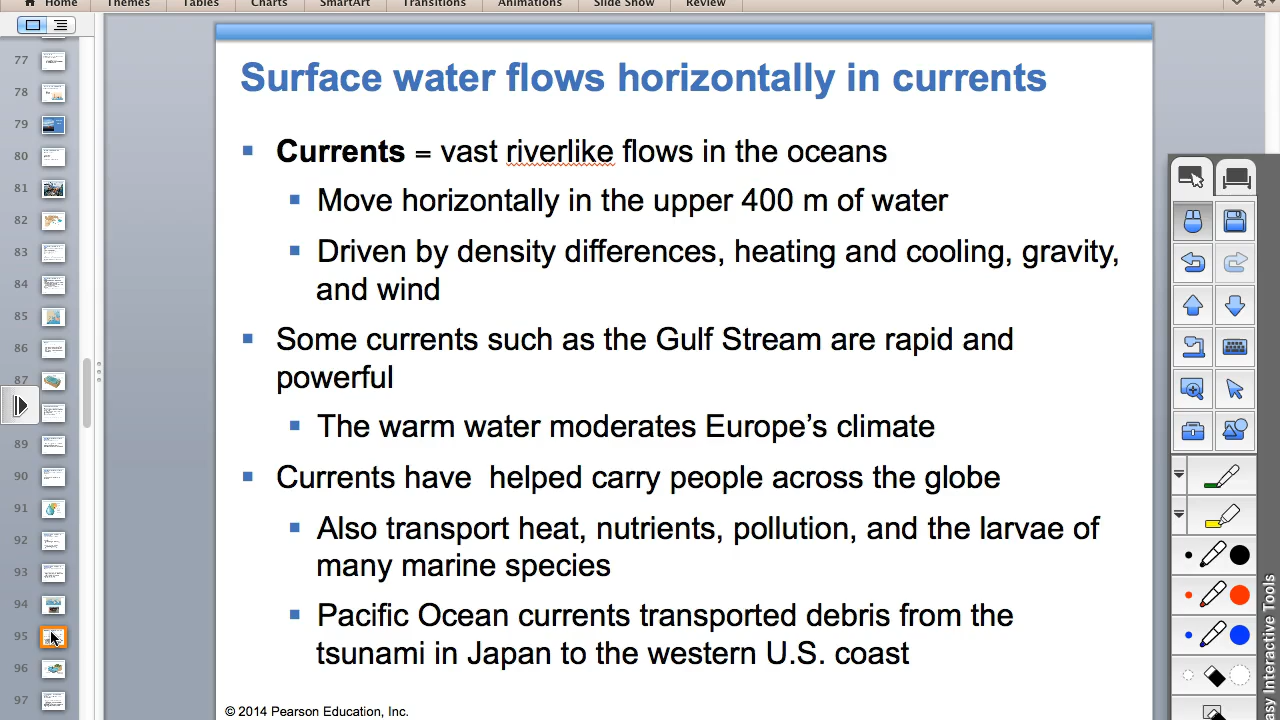 Home Themes Tables Charts SmartArt Transitions Animations Slide Show Review
77
78
79
80
81
82
83
84
85
86
87
89
90
91
92
93
94
95
96
97
Surface water flows horizontally in currents
Currents = vast riverlike flows in the oceans
Move horizontally in the upper 400 m of water
Driven by density differences, heating and cooling, gravity,
and wind
Some currents such as the Gulf Stream are rapid and
powerful
The warm water moderates Europe’s climate
Currents have  helped carry people across the globe
Also transport heat, nutrients, pollution, and the larvae of
many marine species
Pacific Ocean currents transported debris from the
tsunami in Japan to the western U.S. coast
© 2014 Pearson Education, Inc.
Interactive Tools